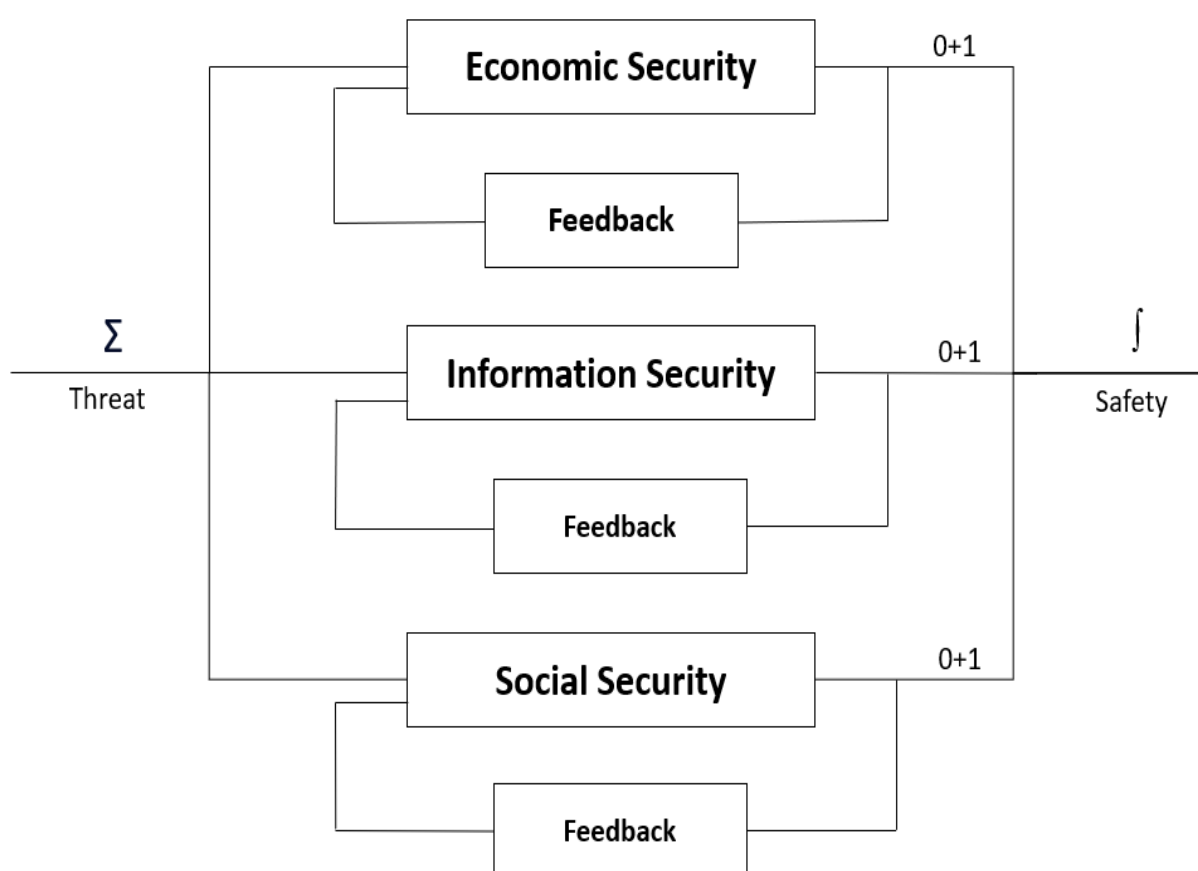 0+1
Economic Security
Feedback
Σ
∫
0+1
Information Security
Threat
Safety
Feedback
0+1
Social Security
Feedback